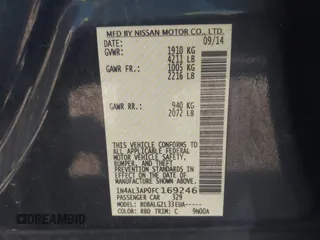 MFD BY NISSAN MOTOR CO., LTD.
DATE: 09/14
GVWR: 1910 KG
4211 LB
GAWR FR: 1005 KG
2216 LB
GAWR RR: 940 KG
2072 LB
THIS VEHICLE CONFORMS TO ALL
APPLICABLE FEDERAL MOTOR
VEHICLE SAFETY, BUMPER, AND
THEFT PREVENTION STANDARDS
IN EFFECT ON THE DATE OF
MANUFACTURE SHOWN ABOVE.
1N4AL3AP0FC169246
PASSENGER CAR 329
MODEL: BDBALGZL33EUA-----
COLOR: RBD TRIM: C 9N00A
AutoBidMaster